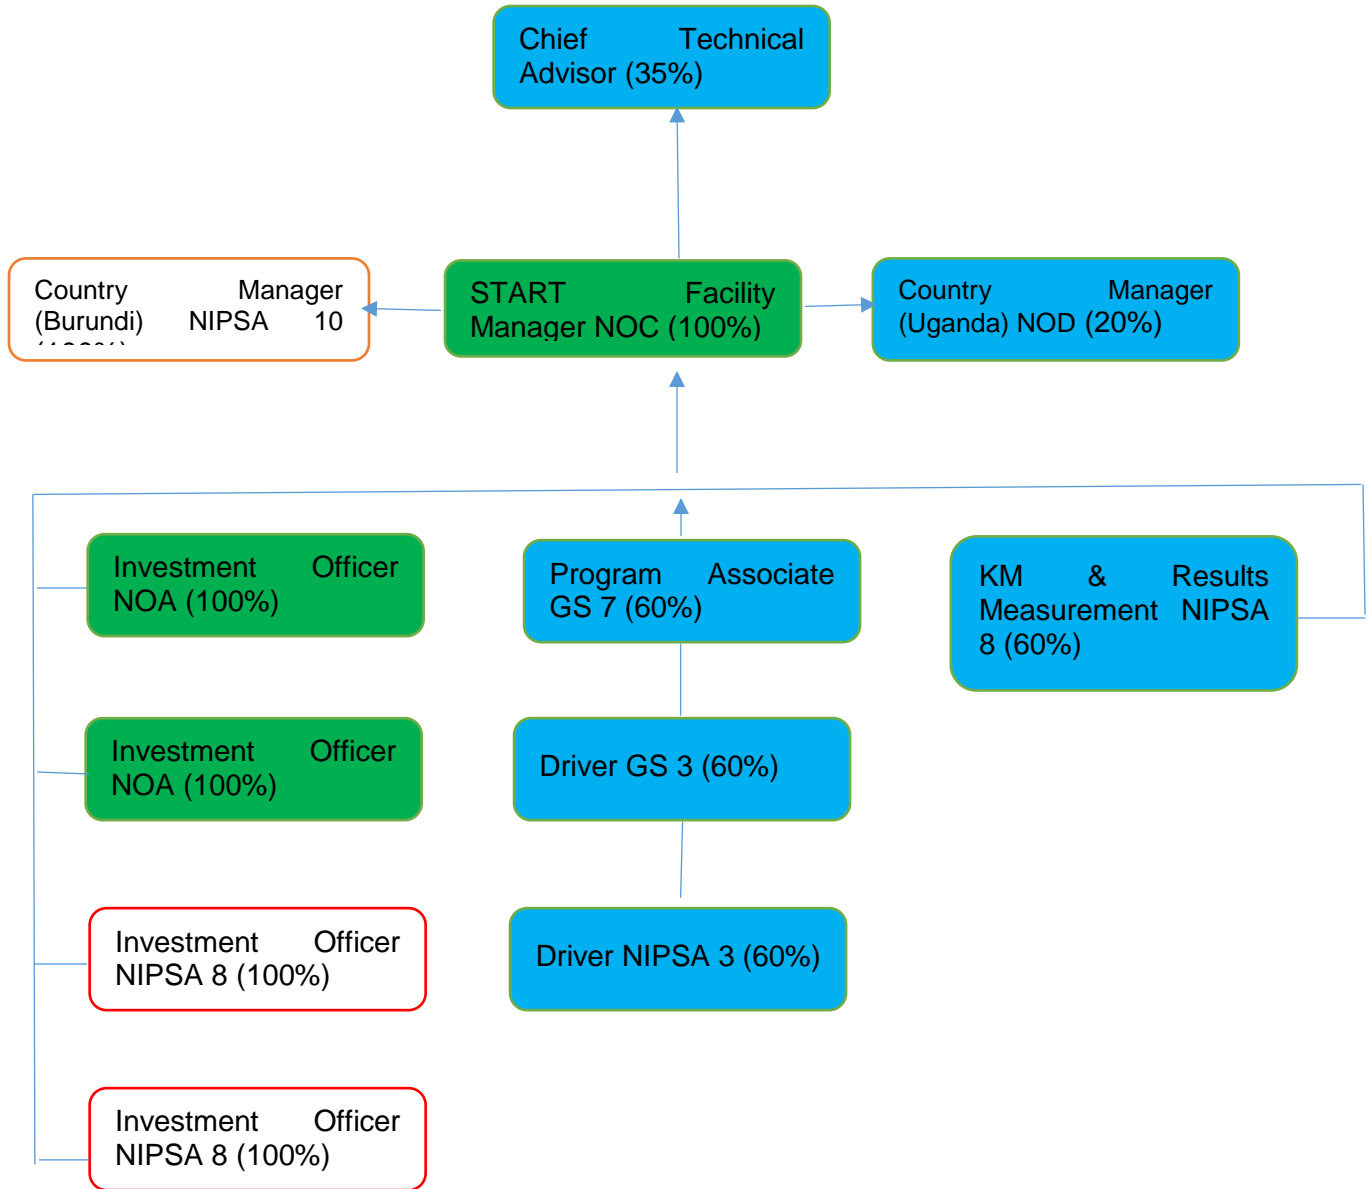 Chief Technical
Advisor (35%)
Country Manager
(Burundi) NIPSA 10
START Facility
Manager NOC (100%)
Country Manager
(Uganda) NOD (20%)
Investment Officer
NOA (100%)
Program Associate
GS 7 (60%)
KM & Results
Measurement NIPSA
8 (60%)
Investment Officer
NOA (100%)
Driver GS 3 (60%)
Investment Officer
NIPSA 8 (100%)
Driver NIPSA 3 (60%)
Investment Officer
NIPSA 8 (100%)